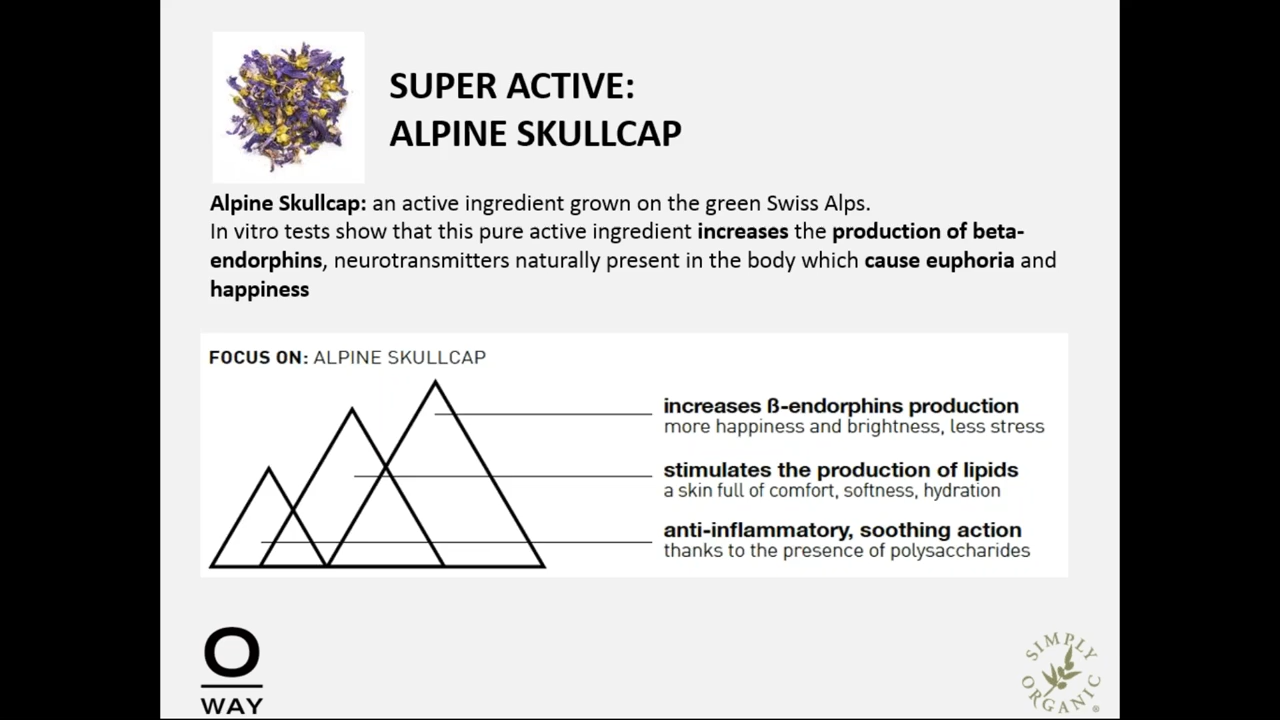 SUPER ACTIVE:
ALPINE SKULLCAP
Alpine Skullcap: an active ingredient grown on the green Swiss Alps.
In vitro tests show that this pure active ingredient increases the production of beta-
endorphins, neurotransmitters naturally present in the body which cause euphoria and
happiness
FOCUS ON: ALPINE SKULLCAP
increases ß-endorphins production
more happiness and brightness, less stress
stimulates the production of lipids
a skin full of comfort, softness, hydration
anti-inflammatory, soothing action
thanks to the presence of polysaccharides
O
WAY
SIMPLY
ORGANIC
®